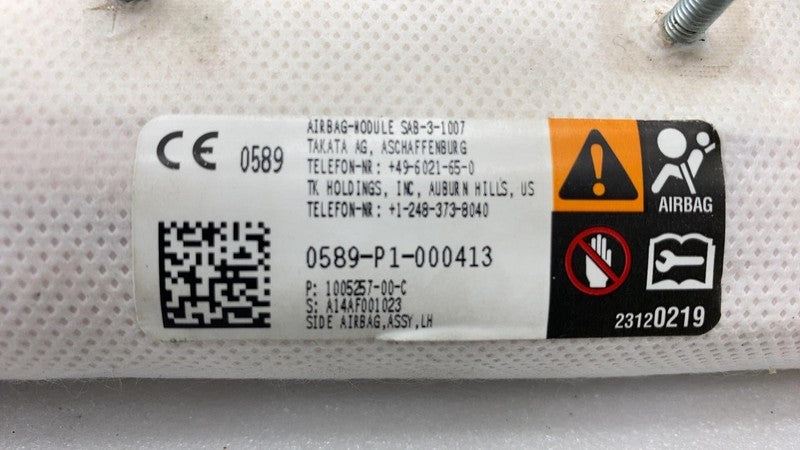 CE 0589
AIRBAG-MODULE SAB-3-1007
TAKATA AG, ASCHAFFENBURG
TELEFON-NR: +49-6021-65-0
TK HOLDINGS, INC, AUBURN HILLS, US
TELEFON-NR: +1-248-373-8040
0589-P1-000413
P: 1005257-00-C
S: A14AF001023
SIDE AIRBAG,ASSY,LH
AIRBAG
23120219